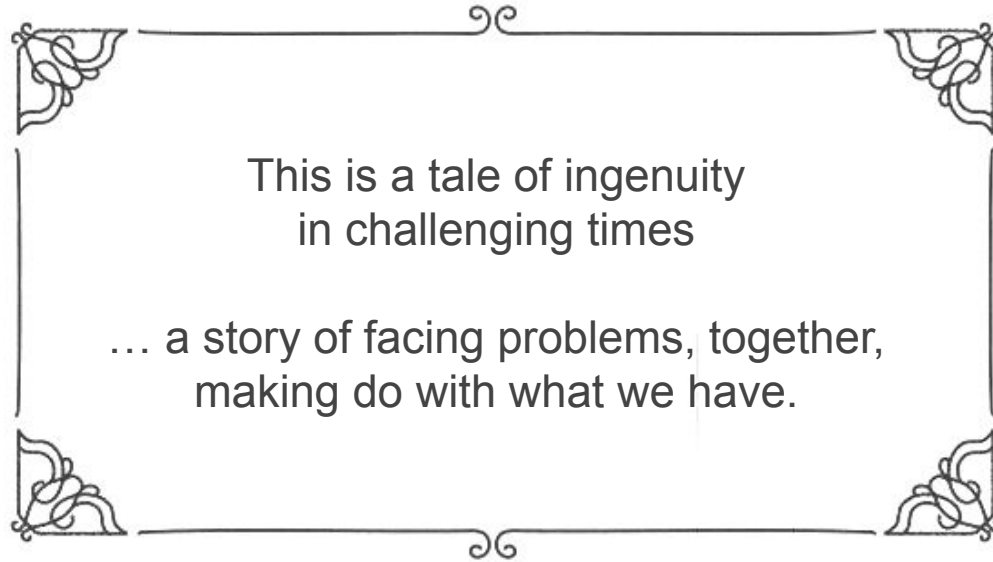 This is a tale of ingenuity
in challenging times
… a story of facing problems, together,
making do with what we have.